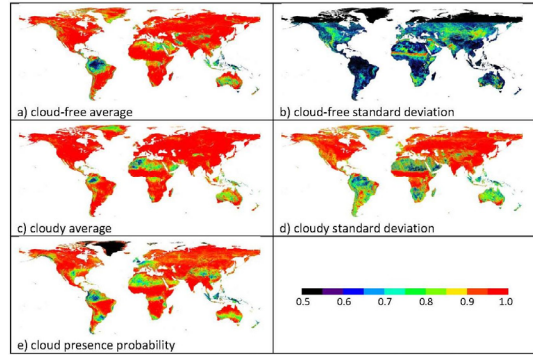 a) cloud-free average
b) cloud-free standard deviation
c) cloudy average
d) cloudy standard deviation
e) cloud presence probability
0.5 0.6 0.7 0.8 0.9 1.0